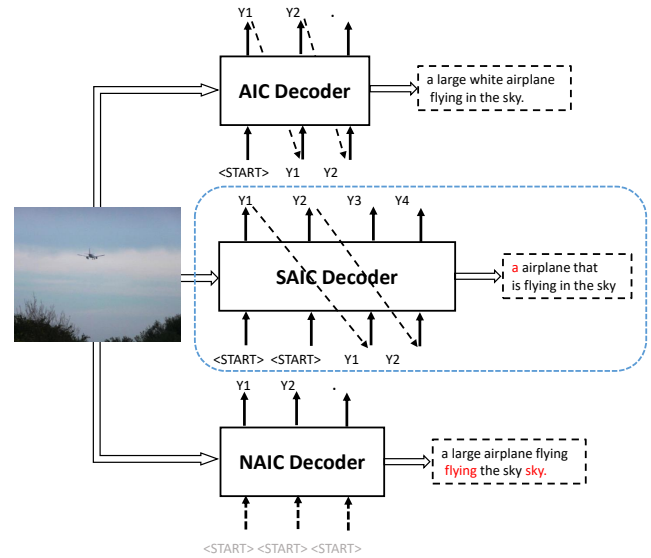 Y1 Y2 .
AIC Decoder
a large white airplane
flying in the sky.
<START> Y1 Y2
Y1 Y2 Y3 Y4
SAIC Decoder
a airplane that
is flying in the sky
<START> <START> Y1 Y2
Y1 Y2 .
NAIC Decoder
a large airplane flying
flying the sky sky.
<START> <START> <START>